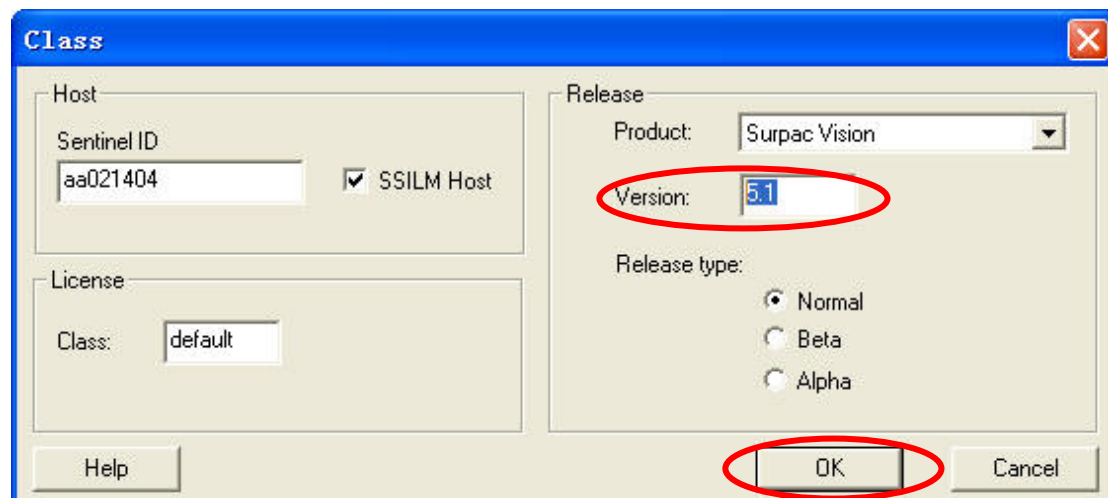 Class
Host
Sentinel ID
aa021404
SSILM Host
License
Class: default
Release
Product: Surpac Vision
Version: 5.1
Release type:
Normal
Beta
Alpha
Help
OK
Cancel